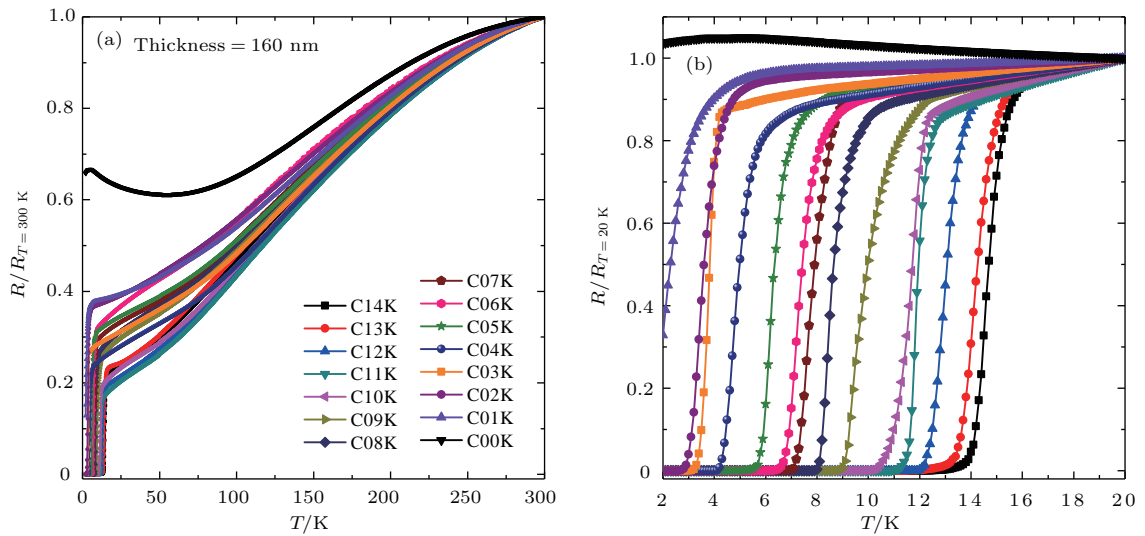 (a) Thickness = 160 nm
R/R_{T = 300 K}
1.0
0.8
0.6
0.4
0.2
0
0 50 100 150 200 250 300
T/K
C14K
C13K
C12K
C11K
C10K
C09K
C08K
C07K
C06K
C05K
C04K
C03K
C02K
C01K
C00K
(b)
R/R_{T = 20 K}
1.0
0.8
0.6
0.4
0.2
0
2 4 6 8 10 12 14 16 18 20
T/K